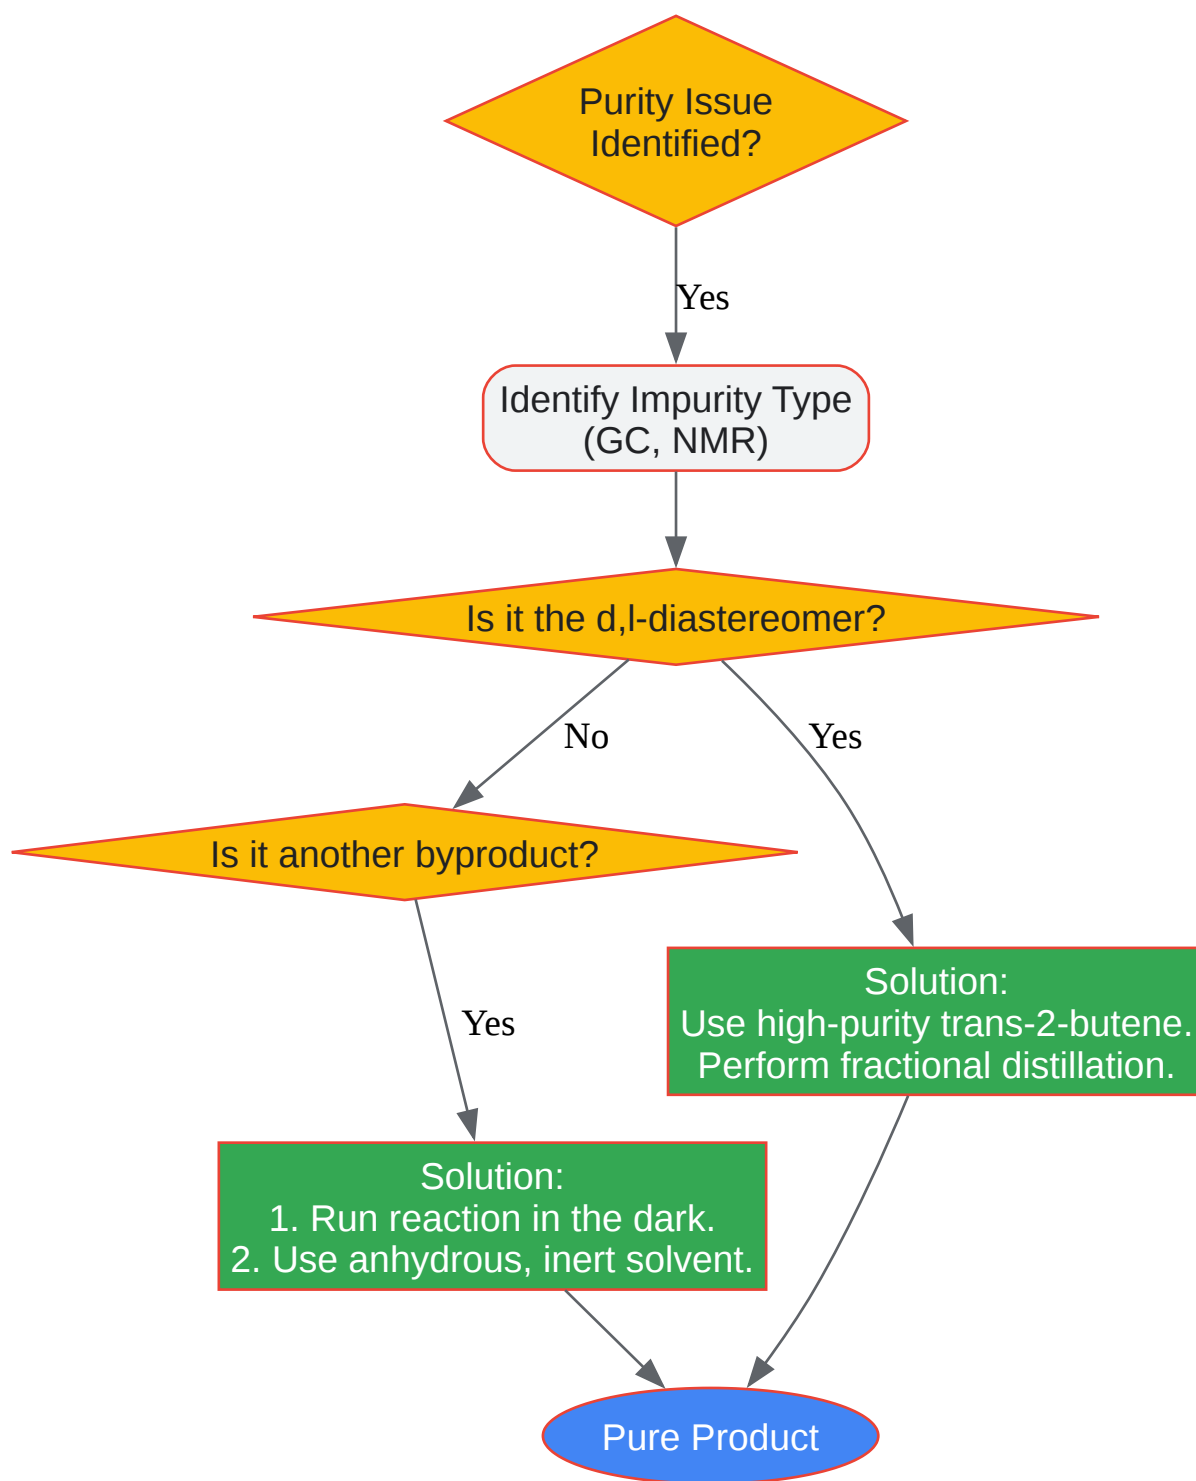 Purity Issue
Identified?
Yes
Identify Impurity Type
(GC, NMR)
Is it the d,l-diastereomer?
No
Yes
Is it another byproduct?
Solution:
Use high-purity trans-2-butene.
Perform fractional distillation.
Yes
Solution:
1. Run reaction in the dark.
2. Use anhydrous, inert solvent.
Pure Product